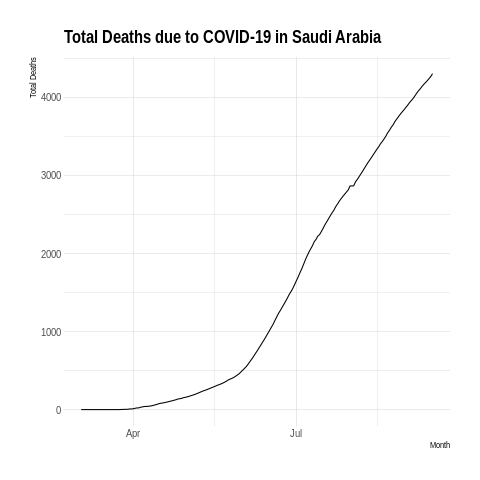 Total Deaths due to COVID-19 in Saudi Arabia
Total Deaths
4000
3000
2000
1000
0
Apr
Jul
Month